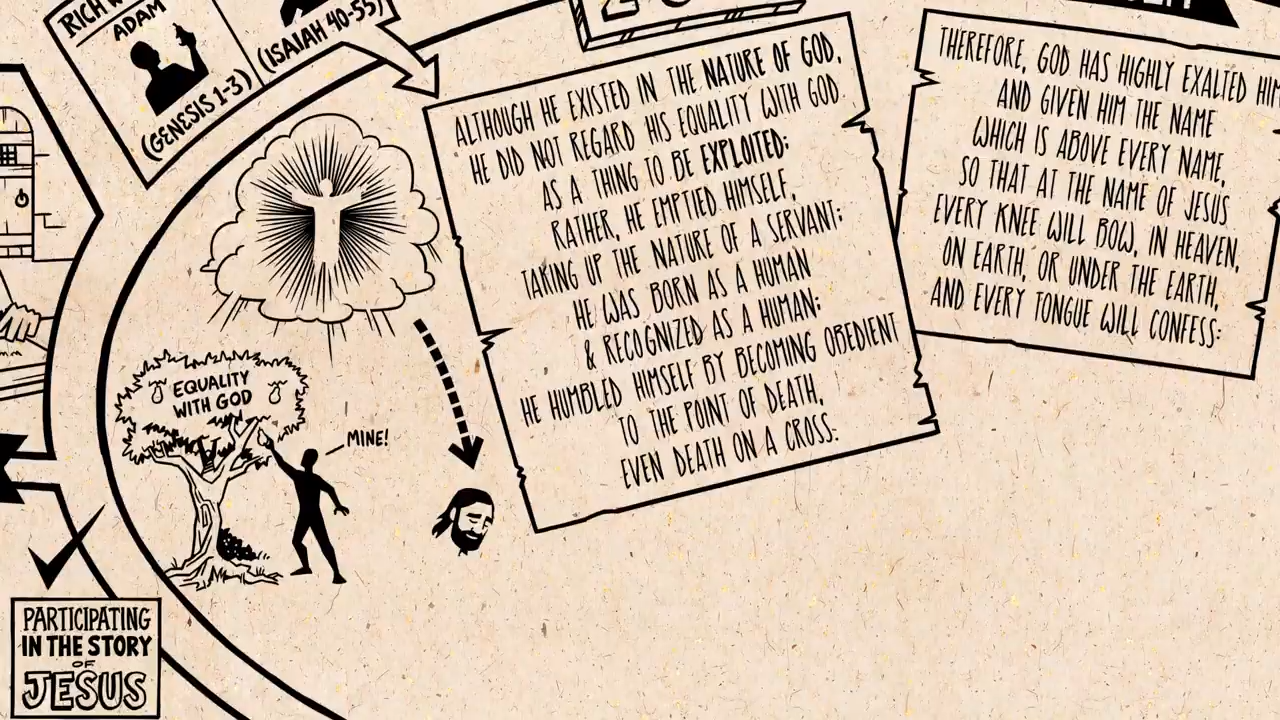 RICH
ADAM
(GENESIS 1-3)
(ISAIAH 40-55)
ALTHOUGH HE EXISTED IN THE NATURE OF GOD,
HE DID NOT REGARD HIS EQUALITY WITH GOD
AS A THING TO BE EXPLOITED;
RATHER, HE EMPTIED HIMSELF,
TAKING UP THE NATURE OF A SERVANT;
HE WAS BORN AS A HUMAN
& RECOGNIZED AS A HUMAN;
HE HUMBLED HIMSELF BY BECOMING OBEDIENT
TO THE POINT OF DEATH,
EVEN DEATH ON A CROSS.
THEREFORE, GOD HAS HIGHLY EXALTED HIM
AND GIVEN HIM THE NAME
WHICH IS ABOVE EVERY NAME,
SO THAT AT THE NAME OF JESUS
EVERY KNEE WILL BOW, IN HEAVEN,
ON EARTH, OR UNDER THE EARTH,
AND EVERY TONGUE WILL CONFESS:
EQUALITY
WITH GOD
MINE!
PARTICIPATING
IN THE STORY
OF
JESUS